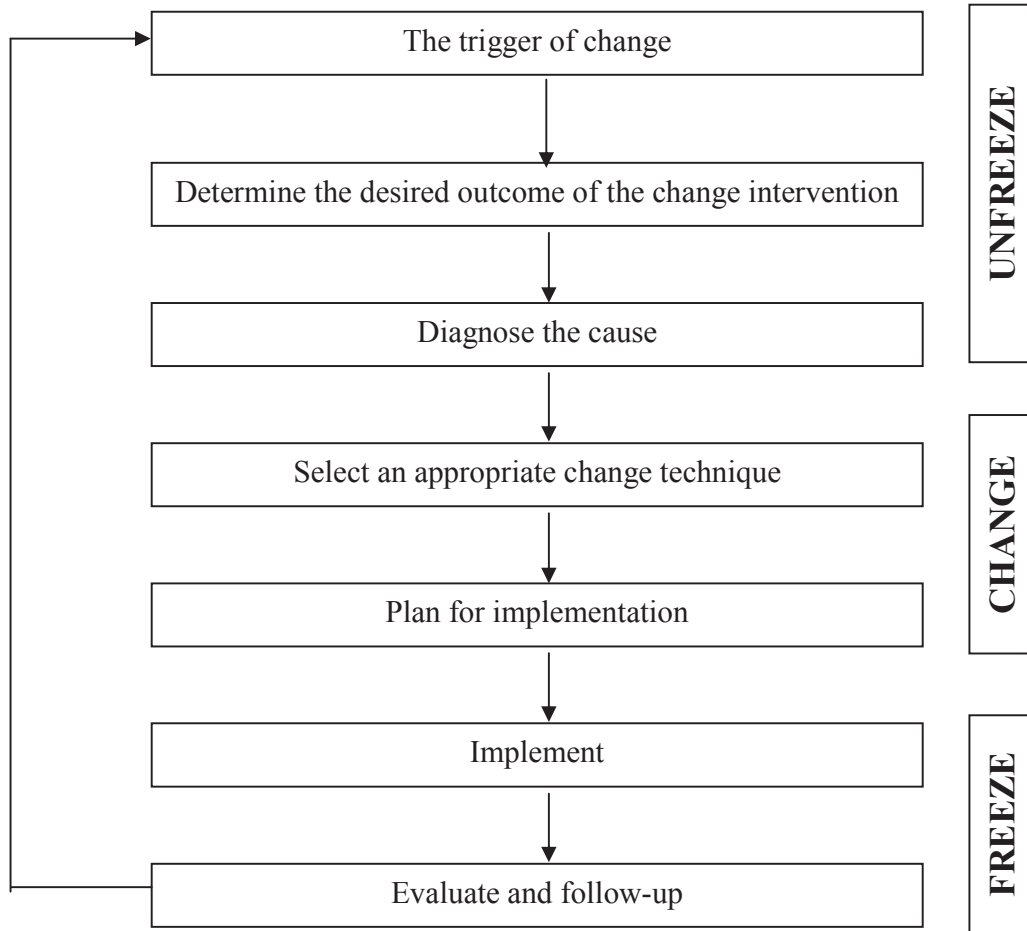 The trigger of change
Determine the desired outcome of the change intervention
Diagnose the cause
Select an appropriate change technique
Plan for implementation
Implement
Evaluate and follow-up
UNFREEZE
CHANGE
FREEZE